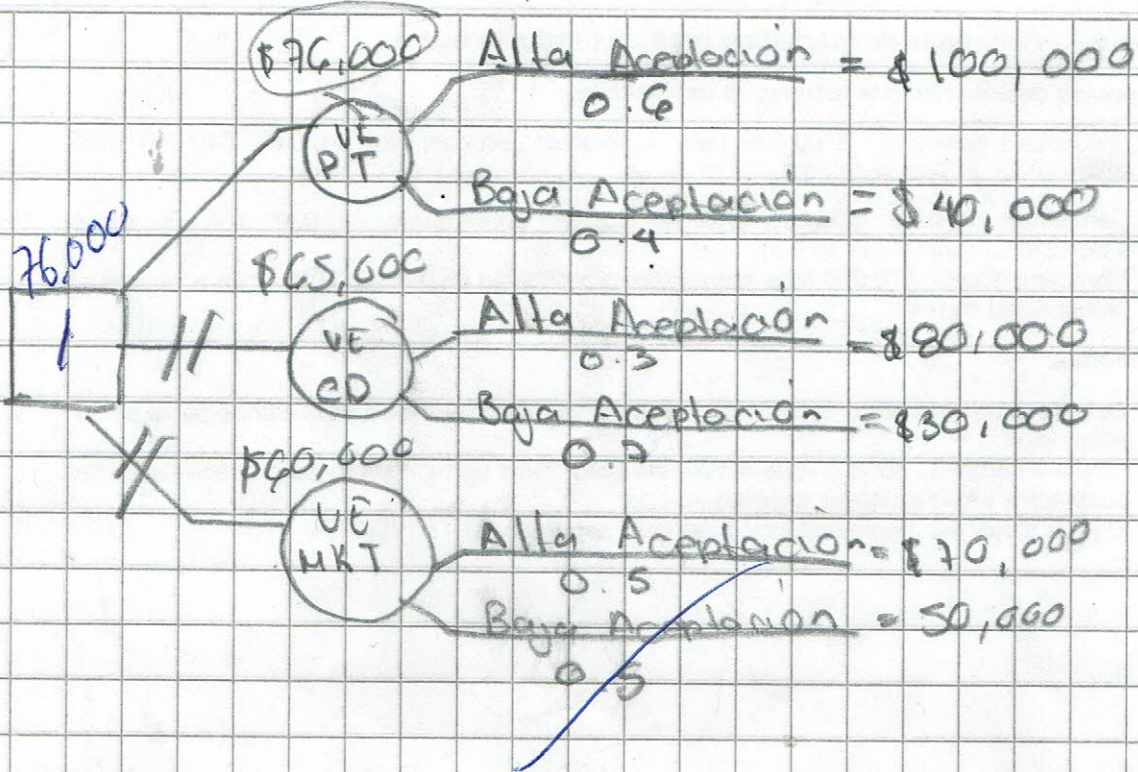 $76,000
Alta Aceptación = $100,000
0.6
VE
PT
Baja Aceptación = $40,000
0.4
76,000
1
$65,000
Alta Aceptación = $80,000
0.3
VE
CD
Baja Aceptación = $30,000
0.7
$60,000
VE
MKT
Alta Aceptación = $70,000
0.5
Baja Aceptación = 50,000
0.5